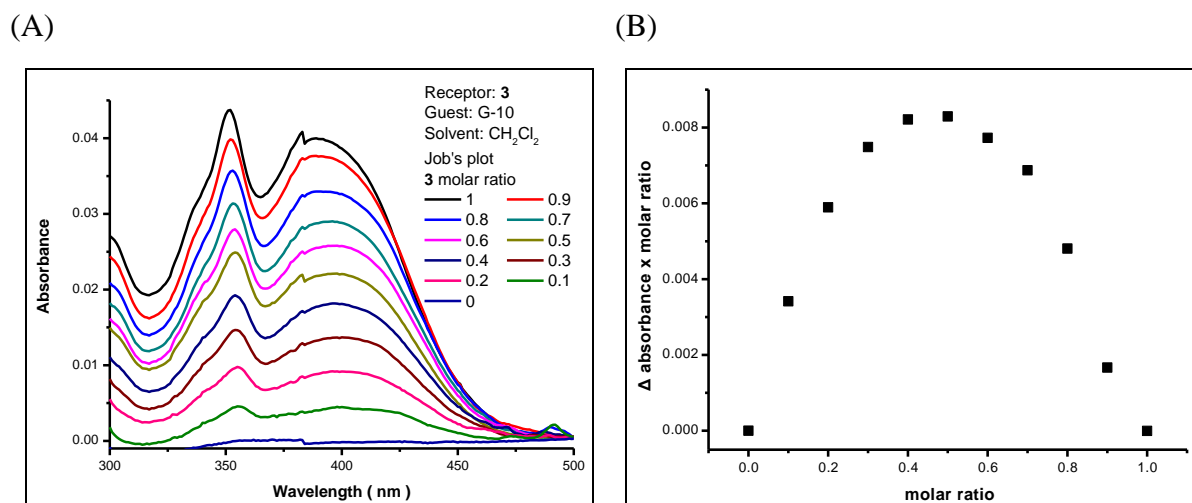 (A)
Receptor: 3
Guest: G-10
Solvent: CH2Cl2
Job's plot
3 molar ratio
1 0.9
0.8 0.7
0.6 0.5
0.4 0.3
0.2 0.1
0
Absorbance
0.04
0.03
0.02
0.01
0.00
300 350 400 450 500
Wavelength ( nm )
(B)
Δ absorbance x molar ratio
0.008
0.006
0.004
0.002
0.000
0.0 0.2 0.4 0.6 0.8 1.0
molar ratio